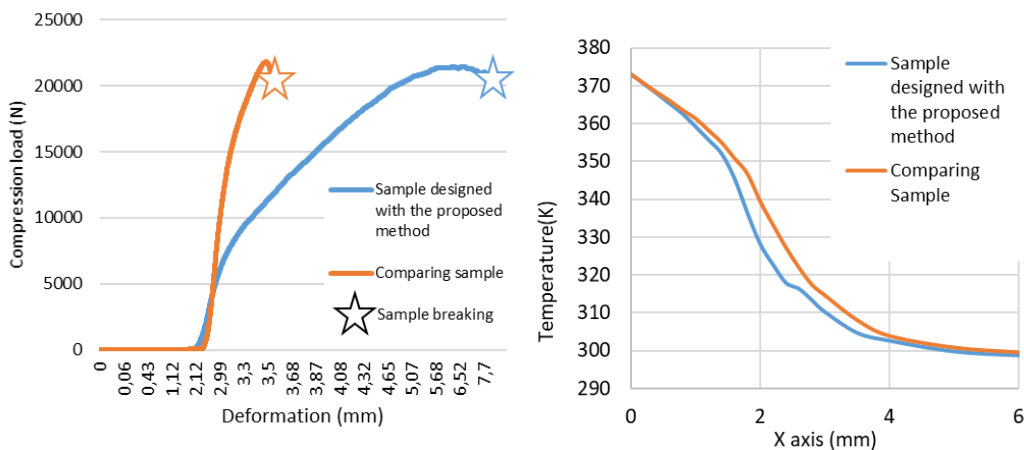 25000
20000
15000
10000
5000
0
Compression load (N)
Sample designed
with the proposed
method
Comparing sample
Sample breaking
0
0,06
0,43
1,12
2,18
2,99
3,3
3,5
3,68
3,87
4,08
4,32
4,65
5,07
5,68
6,52
7,7
Deformation (mm)
380
370
360
350
340
330
320
310
300
290
Temperature(K)
Sample
designed with
the proposed
method
Comparing
Sample
0 2 4 6
X axis (mm)